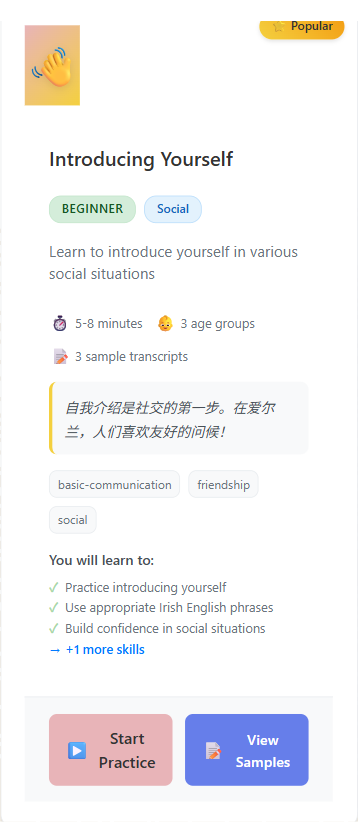 Popular
Introducing Yourself
BEGINNER
Social
Learn to introduce yourself in various
social situations
5-8 minutes
3 age groups
3 sample transcripts
自我介绍是社交的第一步。在爱尔
兰，人们喜欢友好的问候！
basic-communication
friendship
social
You will learn to:
✓ Practice introducing yourself
✓ Use appropriate Irish English phrases
✓ Build confidence in social situations
→ +1 more skills
Start
Practice
View
Samples